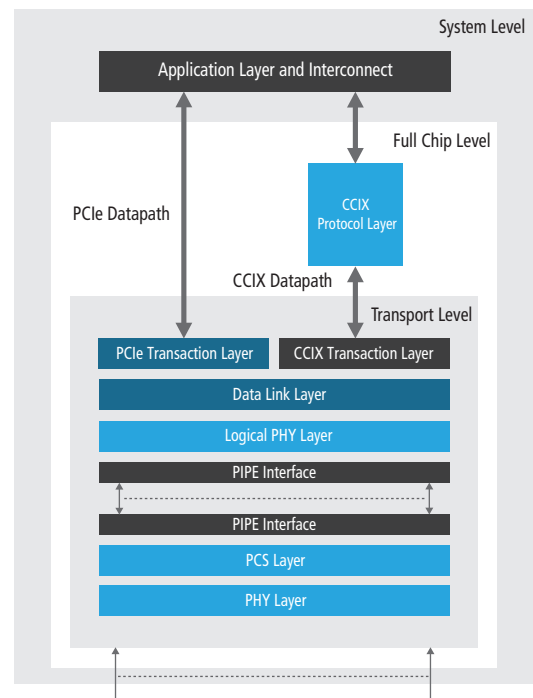 System Level
Application Layer and Interconnect
Full Chip Level
PCIe Datapath
CCIX
Protocol Layer
CCIX Datapath
Transport Level
PCIe Transaction Layer
CCIX Transaction Layer
Data Link Layer
Logical PHY Layer
PIPE Interface
PIPE Interface
PCS Layer
PHY Layer